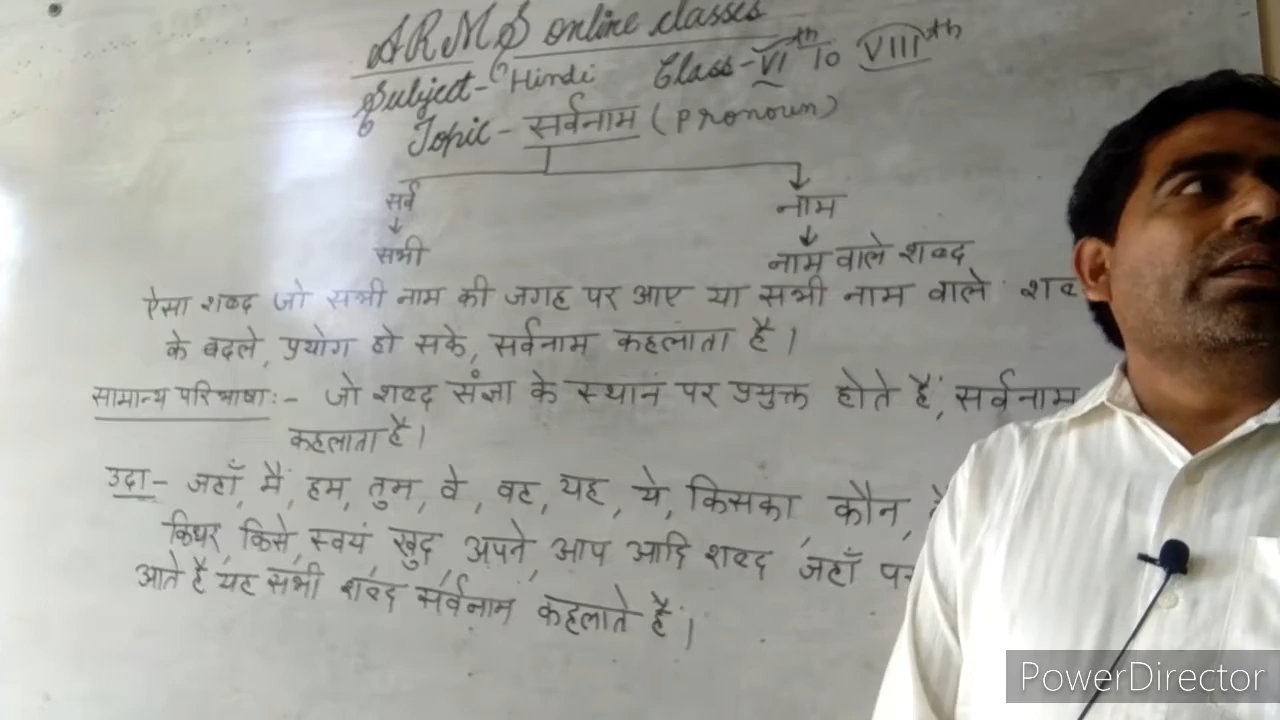 ARMS online classes
Subject - Hindi Class - VIth To VIIIth
Topic - सर्वनाम (Pronoun)
सर्व नाम
सभी नाम वाले शब्द
ऐसा शब्द जो सभी नाम की जगह पर आए या सभी नाम वाले शब्
के बदले, प्रयोग हो सके, सर्वनाम कहलाता है।
सामान्य परिभाषा :- जो शब्द संज्ञा के स्थान पर प्रयुक्त होते हैं, सर्वनाम
कहलाता है।
उदा - जहाँ, मैं, हम, तुम, वे, वह, यह, ये, किसका, कौन,
किधर, किसे, स्वयं, खुद, अपने, आप आदि शब्द जहाँ पर
आते हैं यह सभी शब्द सर्वनाम कहलाते हैं।
PowerDirector